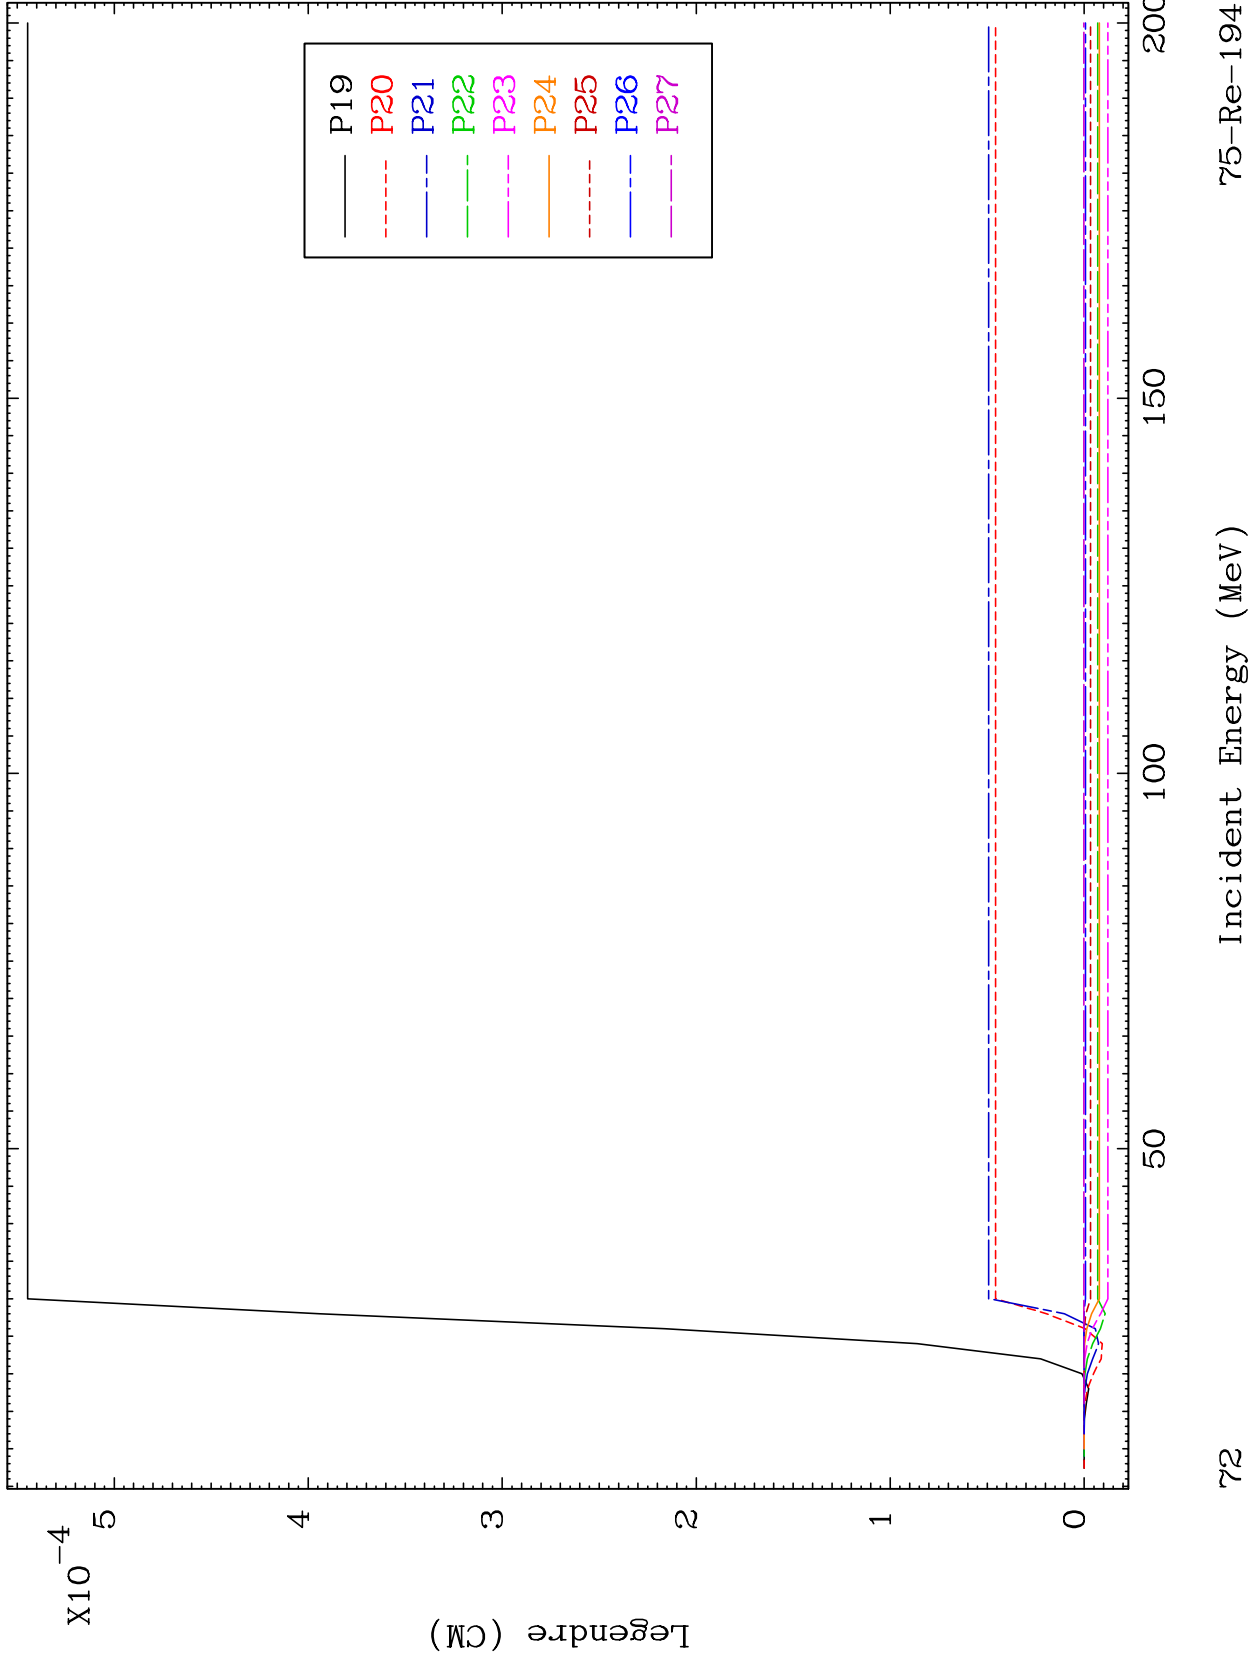 X10-4
5
4
3
2
1
0
Legendre (CM)
P19
P20
P21
P22
P23
P24
P25
P26
P27
50
100
150
200
Incident Energy (MeV)
72
75-Re-194